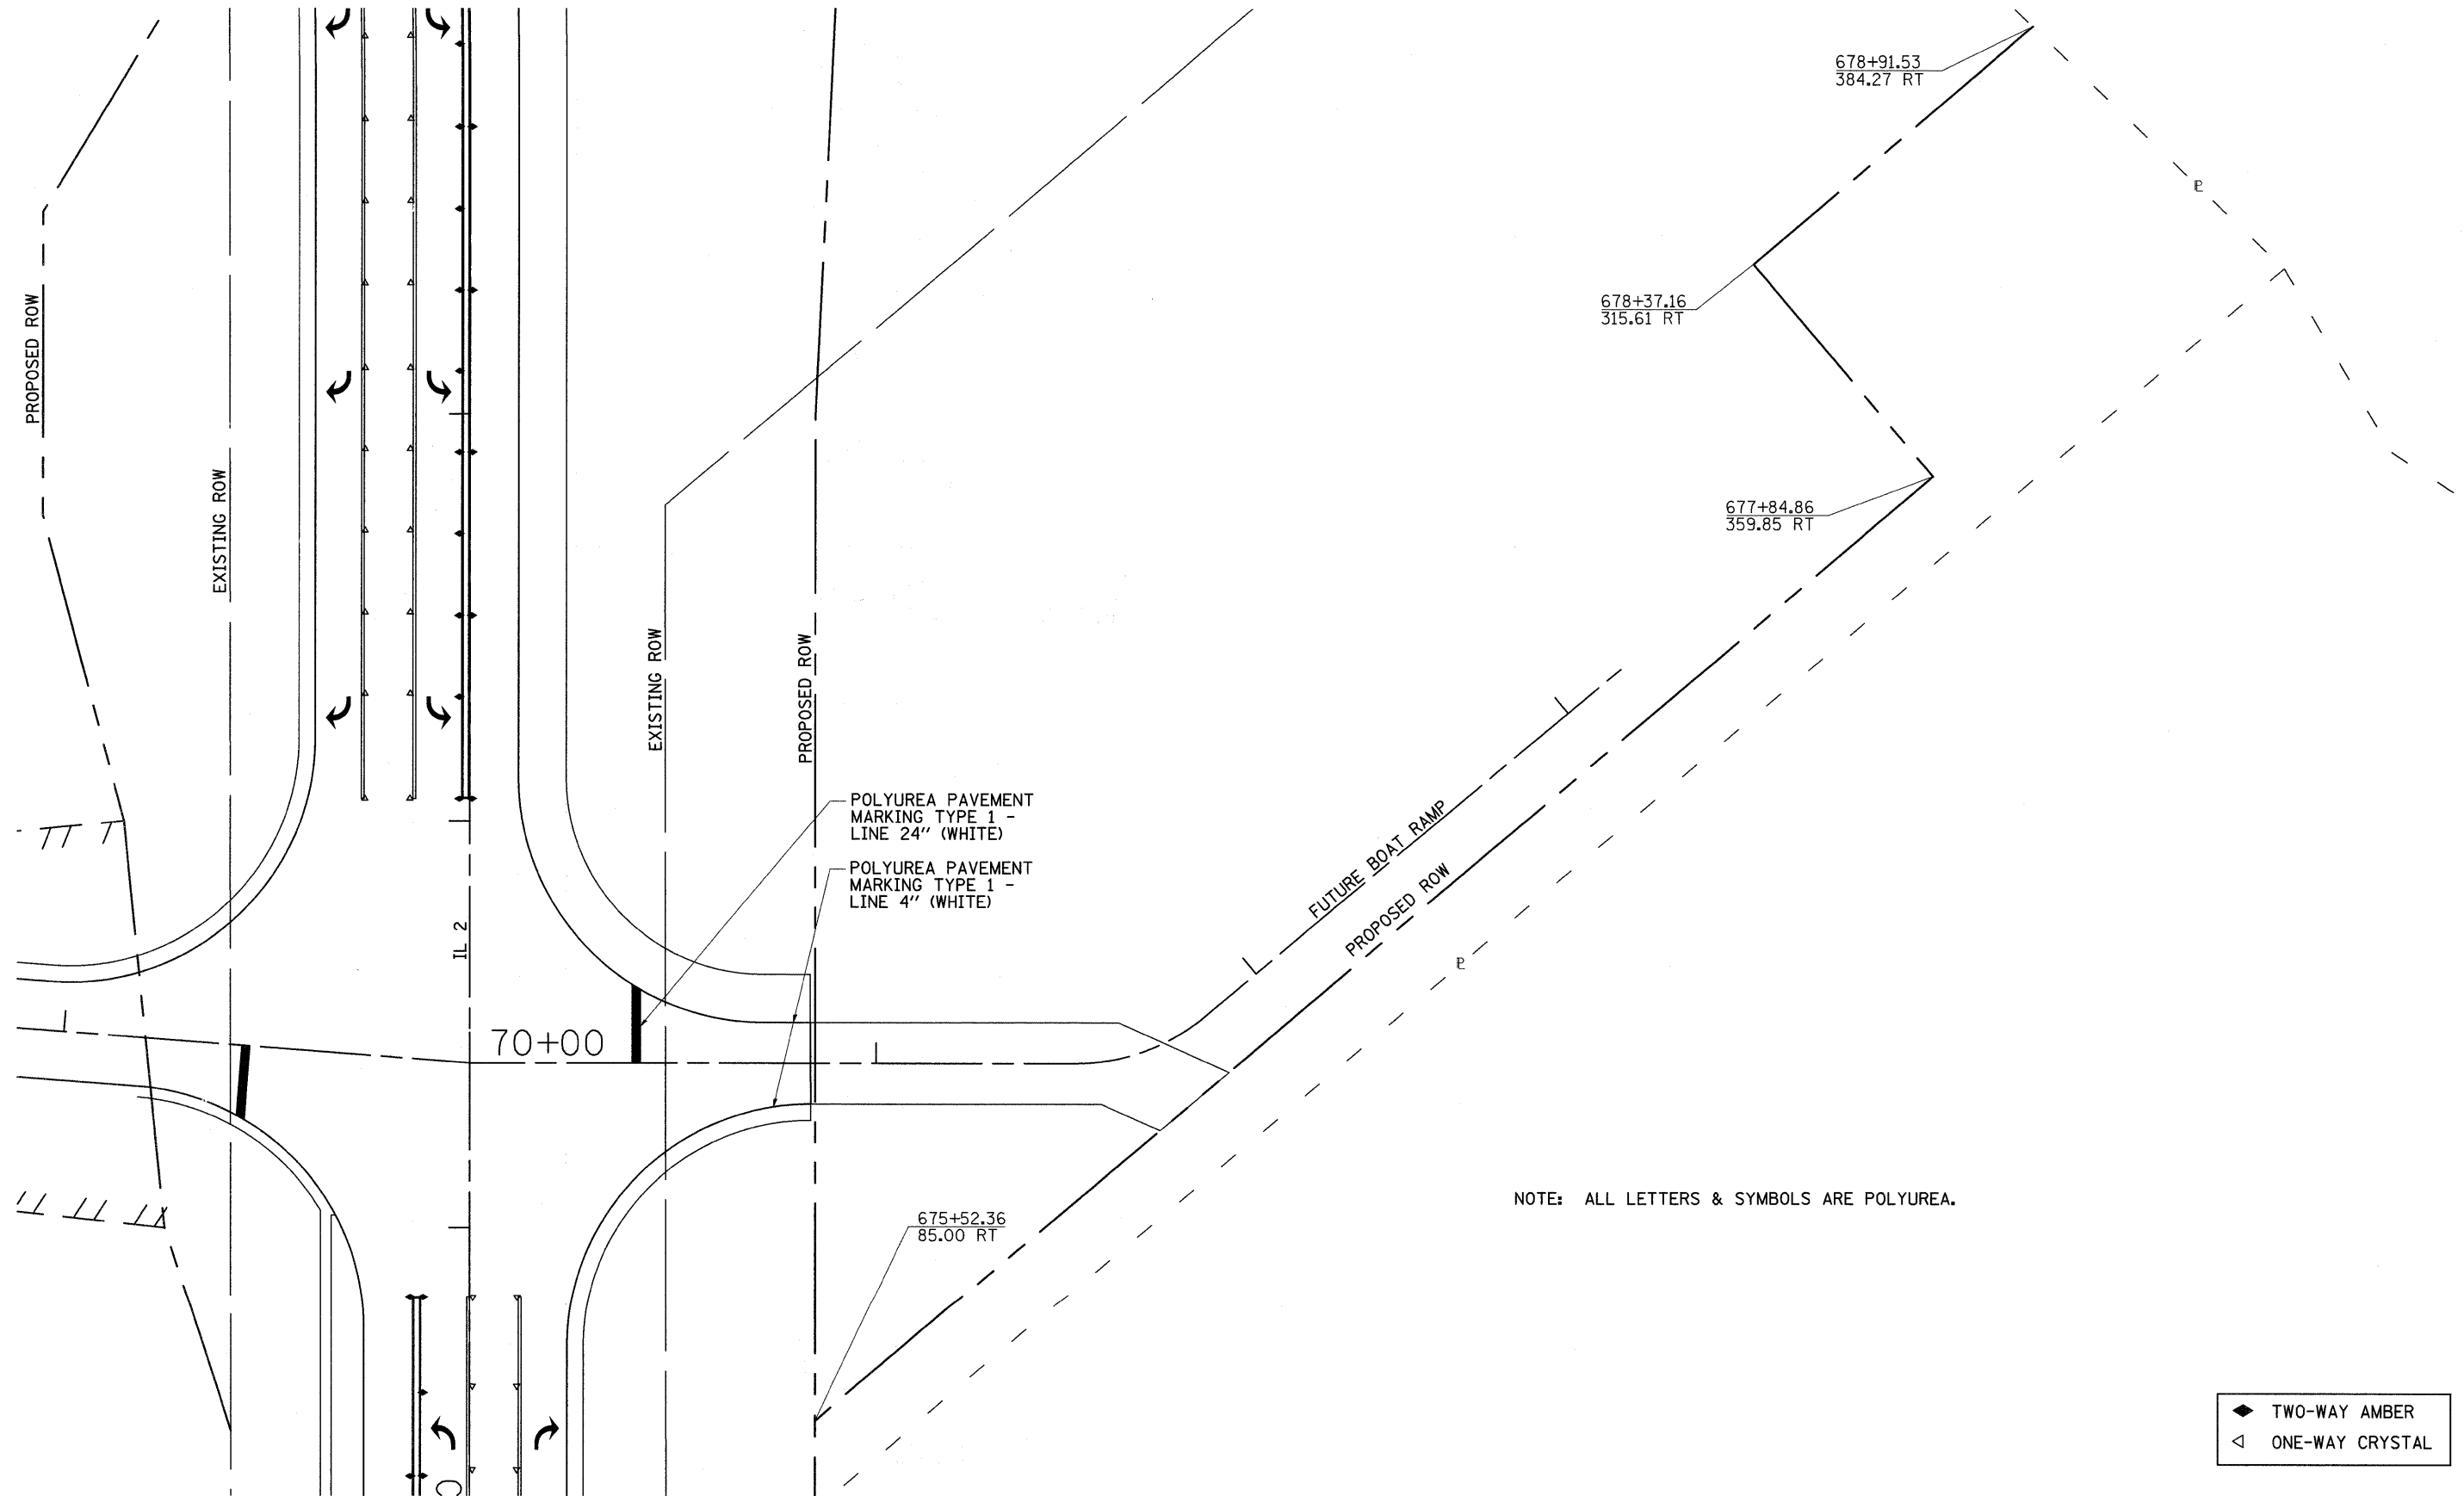 678+91.53
384.27 RT
℄
678+37.16
315.61 RT
PROPOSED ROW
EXISTING ROW
677+84.86
359.85 RT
EXISTING ROW
PROPOSED ROW
POLYUREA PAVEMENT
MARKING TYPE 1 -
LINE 24" (WHITE)
POLYUREA PAVEMENT
MARKING TYPE 1 -
LINE 4" (WHITE)
FUTURE BOAT RAMP
PROPOSED ROW
IL 2
70+00
NOTE: ALL LETTERS & SYMBOLS ARE POLYUREA.
675+52.36
85.00 RT
TWO-WAY AMBER
ONE-WAY CRYSTAL